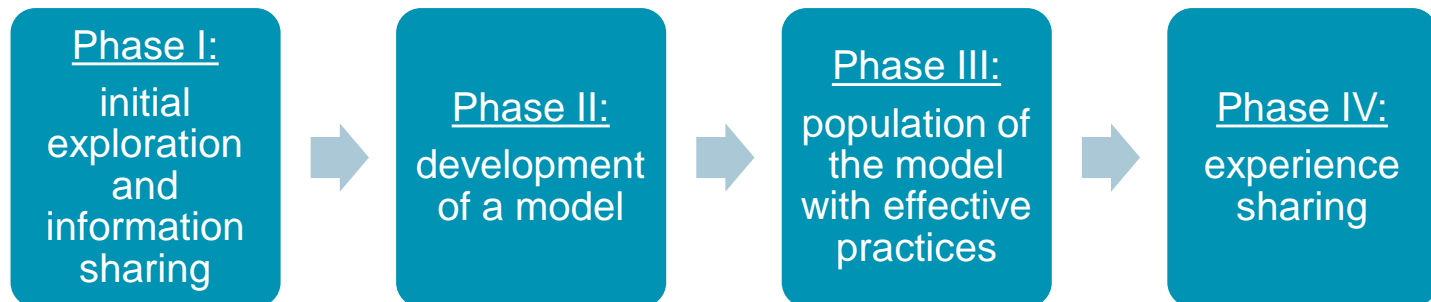 Phase I:
initial
exploration
and
information
sharing
Phase II:
development
of a model
Phase III:
population of
the model
with effective
practices
Phase IV:
experience
sharing